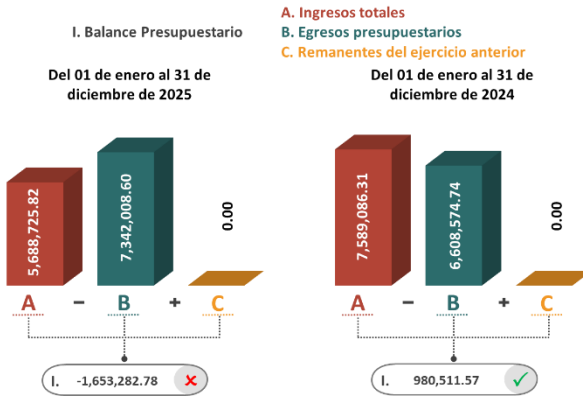 A. Ingresos totales
I. Balance Presupuestario
B. Egresos presupuestarios
C. Remanentes del ejercicio anterior
Del 01 de enero al 31 de
diciembre de 2025
5,688,725.82
7,342,008.60
0.00
A – B + C
I. -1,653,282.78
Del 01 de enero al 31 de
diciembre de 2024
7,589,086.31
6,608,574.74
0.00
A – B + C
I. 980,511.57